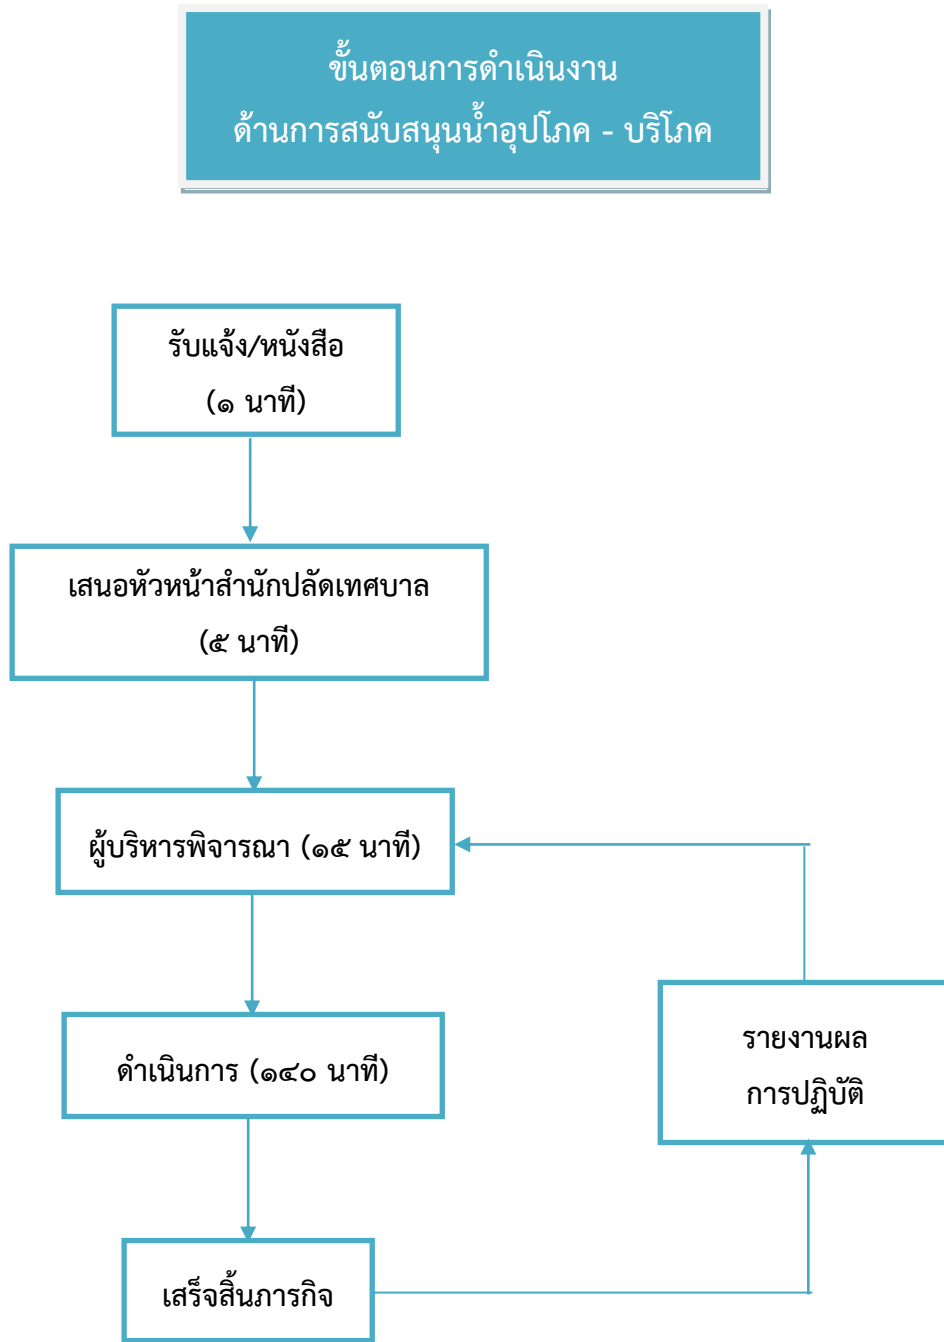 ขั้นตอนการดำเนินงาน
ด้านการสนับสนุนน้ำอุปโภค - บริโภค
รับแจ้ง/หนังสือ
(๑ นาที)
เสนอหัวหน้าสำนักปลัดเทศบาล
(๕ นาที)
ผู้บริหารพิจารณา (๑๕ นาที)
ดำเนินการ (๑๔๐ นาที)
รายงานผล
การปฏิบัติ
เสร็จสิ้นภารกิจ